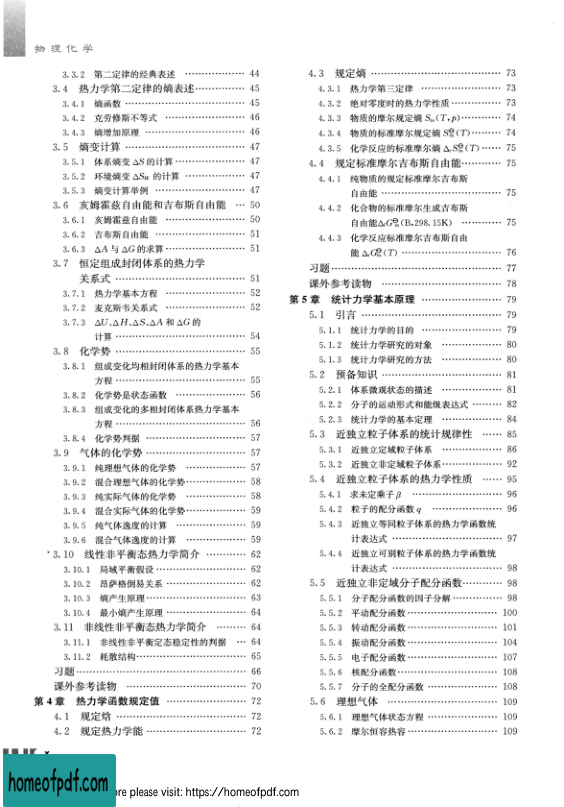 物理化学
3.3.2 第二定律的经典表述 ………………… 44
3.4 热力学第二定律的熵表述…………… 45
3.4.1 熵函数 ………………………………… 45
3.4.2 克劳修斯不等式 ……………………… 46
3.4.3 熵增加原理 …………………………… 46
3.5 熵变计算 ………………………………… 47
3.5.1 体系熵变 ΔS 的计算 ………………… 47
3.5.2 环境熵变 ΔS环 的计算 ……………… 47
3.5.3 熵变计算举例 ………………………… 47
3.6 亥姆霍兹自由能和吉布斯自由能 … 50
3.6.1 亥姆霍兹自由能 ……………………… 50
3.6.2 吉布斯自由能 ………………………… 51
3.6.3 ΔA 与 ΔG 的求算 …………………… 51
3.7 恒定组成封闭体系的热力学
关系式 …………………………………… 51
3.7.1 热力学基本方程 ……………………… 52
3.7.2 麦克斯韦关系式 ……………………… 52
3.7.3 ΔU、ΔH、ΔS、ΔA 和 ΔG 的
计算 …………………………………… 54
3.8 化学势 …………………………………… 55
3.8.1 组成变化均相封闭体系的热力学基本
方程 …………………………………… 55
3.8.2 化学势是状态函数 …………………… 56
3.8.3 组成变化的多相封闭体系热力学基本
方程 …………………………………… 56
3.8.4 化学势判据 …………………………… 57
3.9 气体的化学势 …………………………… 57
3.9.1 纯理想气体的化学势 ………………… 57
3.9.2 混合理想气体的化学势……………… 58
3.9.3 纯实际气体的化学势 ………………… 58
3.9.4 混合实际气体的化学势……………… 59
3.9.5 纯气体逸度的计算 …………………… 59
3.9.6 混合气体逸度的计算 ………………… 59
*3.10 线性非平衡态热力学简介 ………… 62
3.10.1 局域平衡假设 ……………………… 62
3.10.2 昂萨格倒易关系 …………………… 62
3.10.3 熵产生原理 ………………………… 63
3.10.4 最小熵产生原理 …………………… 64
3.11 非线性非平衡态热力学简介 ……… 64
3.11.1 非线性非平衡定态稳定性的判据 … 64
3.11.2 耗散结构 …………………………… 65
习题 …………………………………………… 66
课外参考读物 ………………………………… 70
第 4 章 热力学函数规定值 ………………… 72
4.1 规定焓 …………………………………… 72
4.2 规定热力学能 …………………………… 72
4.3 规定熵 …………………………………… 73
4.3.1 热力学第三定律 ……………………… 73
4.3.2 绝对零度时的热力学性质 …………… 73
4.3.3 物质的摩尔规定熵 Sₘ(T,p) ………… 74
4.3.4 物质的标准摩尔规定熵 S⦵ₘ(T) ……… 74
4.3.5 化学反应的标准摩尔熵 ΔᵣS⦵ₘ(T) …… 75
4.4 规定标准摩尔吉布斯自由能………… 75
4.4.1 纯物质的规定标准摩尔吉布斯
自由能 ………………………………… 75
4.4.2 化合物的标准摩尔生成吉布斯
自由能 ΔfG⦵ₘ(B,298.15K) …………… 75
4.4.3 化学反应标准摩尔吉布斯自由
能 ΔᵣG⦵ₘ(T) ………………………… 76
习题 …………………………………………… 77
课外参考读物 ………………………………… 78
第 5 章 统计力学基本原理 ………………… 79
5.1 引言 ……………………………………… 79
5.1.1 统计力学的目的 ……………………… 79
5.1.2 统计力学研究的对象 ………………… 80
5.1.3 统计力学研究的方法 ………………… 80
5.2 预备知识 ………………………………… 81
5.2.1 体系微观状态的描述 ………………… 81
5.2.2 分子的运动形式和能级表达式 ……… 82
5.2.3 统计力学的基本定理 ………………… 84
5.3 近独立粒子体系的统计规律性 …… 85
5.3.1 近独立定域粒子体系 ………………… 86
5.3.2 近独立非定域粒子体系……………… 92
5.4 近独立粒子体系的热力学性质 …… 95
5.4.1 求未定乘子 β ………………………… 96
5.4.2 粒子的配分函数 q …………………… 96
5.4.3 近独立等同粒子体系的热力学函数统
计表达式 ……………………………… 97
5.4.4 近独立可别粒子体系的热力学函数统
计表达式 ……………………………… 98
5.5 近独立非定域分子配分函数………… 98
5.5.1 分子配分函数的因子分解…………… 98
5.5.2 平动配分函数………………………… 100
5.5.3 转动配分函数………………………… 101
5.5.4 振动配分函数………………………… 104
5.5.5 电子配分函数………………………… 107
5.5.6 核配分函数…………………………… 108
5.5.7 分子的全配分函数 …………………… 108
5.6 理想气体 ………………………………… 109
5.6.1 理想气体状态方程 …………………… 109
5.6.2 摩尔恒容热容………………………… 109
homeofpdf.com
re please visit: https://homeofpdf.com